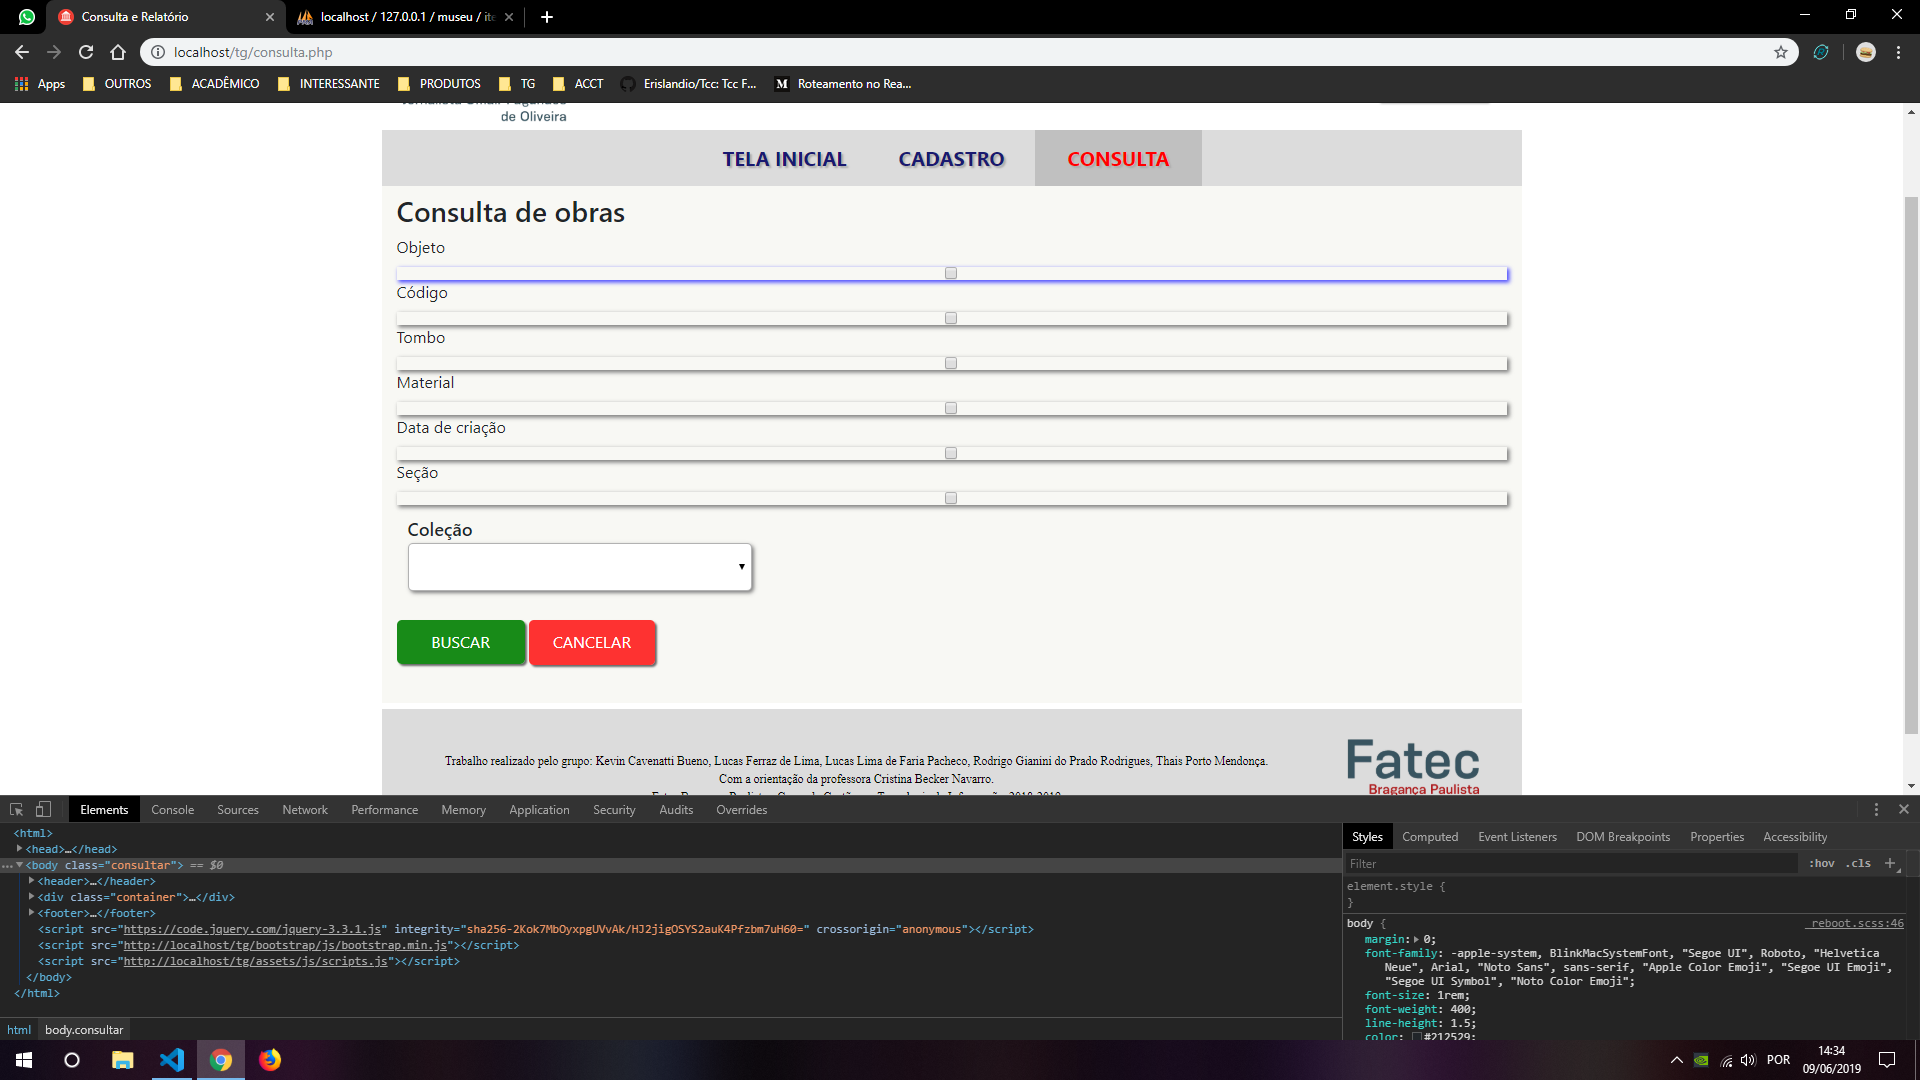 Consulta e Relatório
localhost / 127.0.0.1 / museu / ite
localhost/tg/consulta.php
Apps OUTROS ACADÊMICO INTERESSANTE PRODUTOS TG ACCT Erislandio/Tcc: Tcc F... M Roteamento no Rea...
de Oliveira
TELA INICIAL CADASTRO CONSULTA
Consulta de obras
Objeto
Código
Tombo
Material
Data de criação
Seção
Coleção
BUSCAR CANCELAR
Trabalho realizado pelo grupo: Kevin Cavenatti Bueno, Lucas Ferraz de Lima, Lucas Lima de Faria Pacheco, Rodrigo Gianini do Prado Rodrigues, Thais Porto Mendonça.
Com a orientação da professora Cristina Becker Navarro.
Fatec
Bragança Paulista
Elements Console Sources Network Performance Memory Application Security Audits Overrides
<html>
<head>…</head>
<body class="consultar"> == $0
<header>…</header>
<div class="container">…</div>
<footer>…</footer>
<script src="https://code.jquery.com/jquery-3.3.1.js" integrity="sha256-2Kok7MbOyxpgUVvAk/HJ2jigOSYS2auK4Pfzbm7uH60=" crossorigin="anonymous"></script>
<script src="http://localhost/tg/bootstrap/js/bootstrap.min.js"></script>
<script src="http://localhost/tg/assets/js/scripts.js"></script>
</body>
</html>
html body.consultar
Styles Computed Event Listeners DOM Breakpoints Properties Accessibility
Filter :hov .cls +
element.style {
}
body { _reboot.scss:46
margin: 0;
font-family: -apple-system, BlinkMacSystemFont, "Segoe UI", Roboto, "Helvetica
Neue", Arial, "Noto Sans", sans-serif, "Apple Color Emoji", "Segoe UI Emoji",
"Segoe UI Symbol", "Noto Color Emoji";
font-size: 1rem;
font-weight: 400;
line-height: 1.5;
color: #212529;
POR
14:34
09/06/2019